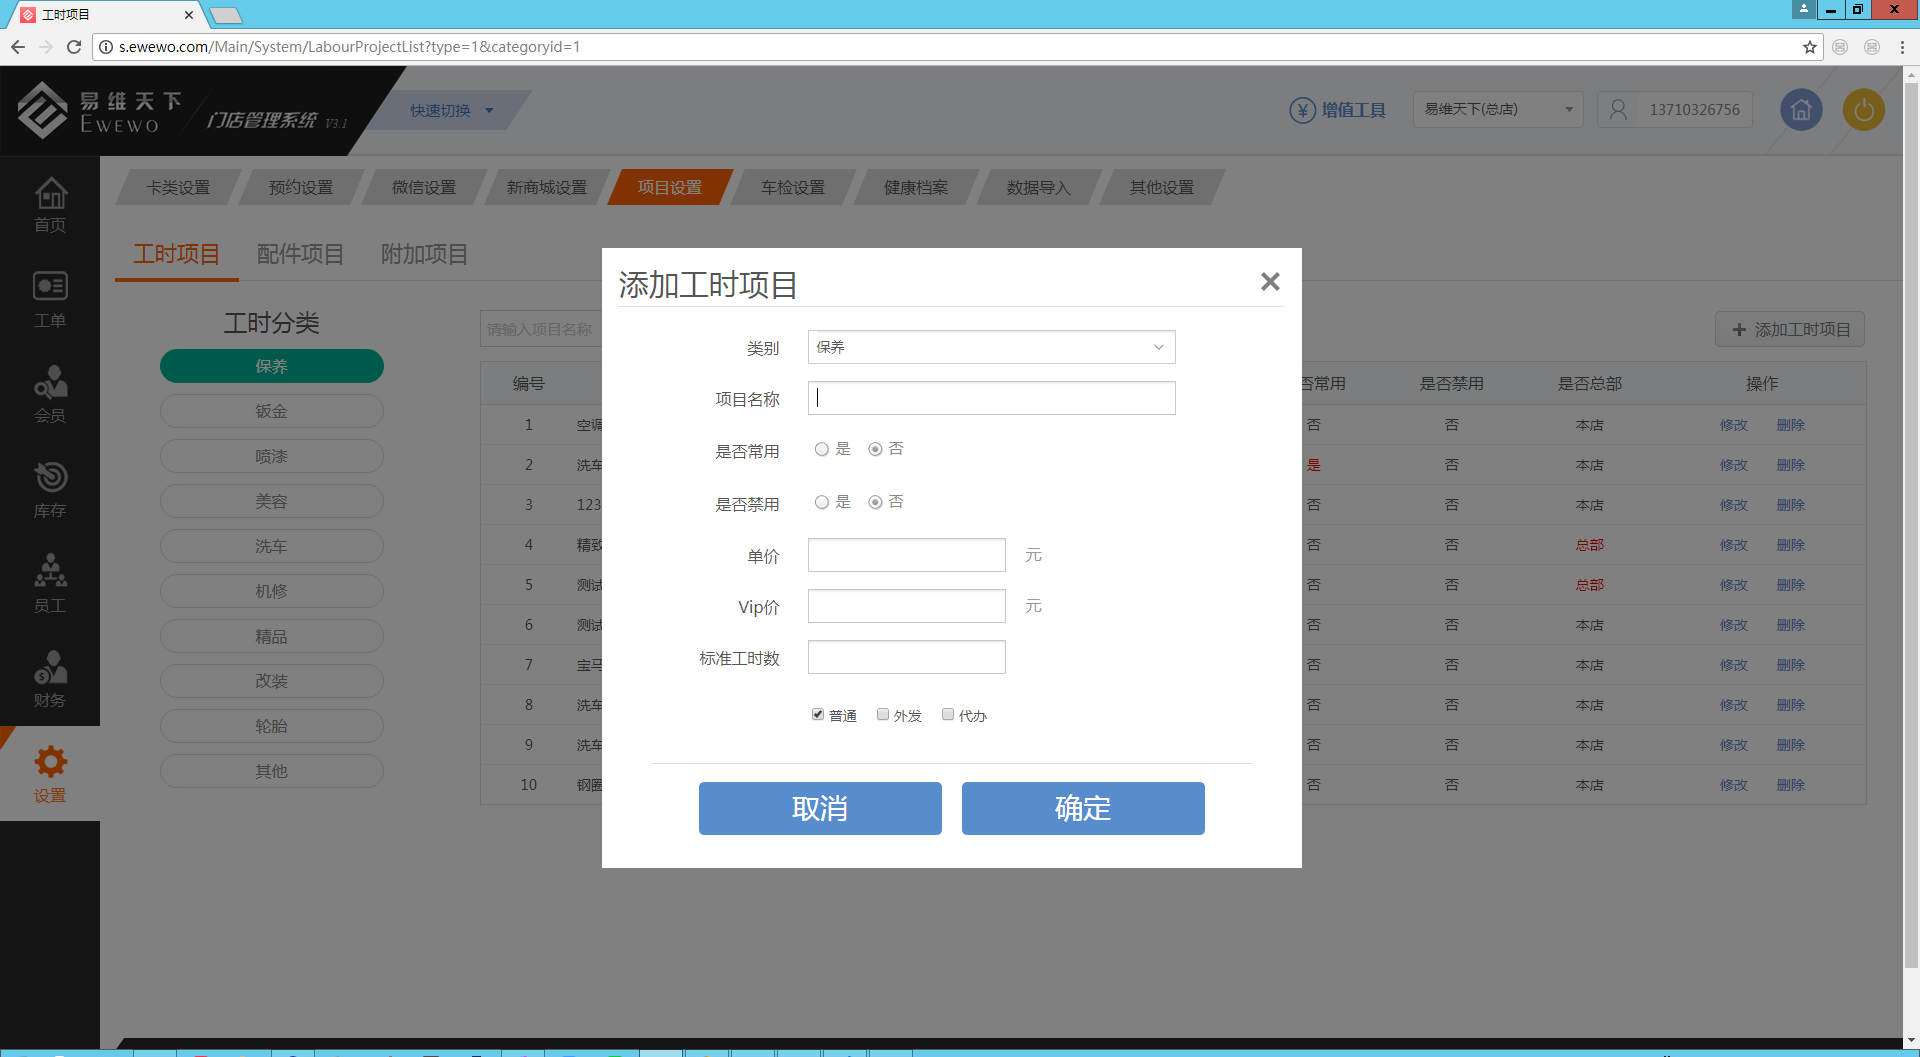 工时项目
s.ewewo.com/Main/System/LabourProjectList?type=1&categoryid=1
易维天下
EWEWO
门店管理系统 V3.1
快速切换
增值工具
易维天下(总店)
13710326756
首页
工单
会员
库存
员工
财务
设置
卡类设置 预约设置 微信设置 新商城设置 项目设置 车检设置 健康档案 数据导入 其他设置
工时项目 配件项目 附加项目
工时分类
保养
钣金
喷漆
美容
洗车
机修
精品
改装
轮胎
其他
请输入项目名称
添加工时项目
编号 否常用 是否禁用 是否总部 操作
1 空调 否 否 本店 修改 删除
2 洗车 是 否 本店 修改 删除
3 123 否 否 本店 修改 删除
4 精致 否 否 总部 修改 删除
5 测试 否 否 总部 修改 删除
6 测试 否 否 本店 修改 删除
7 宝马 否 否 本店 修改 删除
8 洗车 否 否 本店 修改 删除
9 洗车 否 否 本店 修改 删除
10 钢圈 否 否 本店 修改 删除
添加工时项目
类别 保养
项目名称
是否常用 是 否
是否禁用 是 否
单价 元
Vip价 元
标准工时数
普通 外发 代办
取消 确定